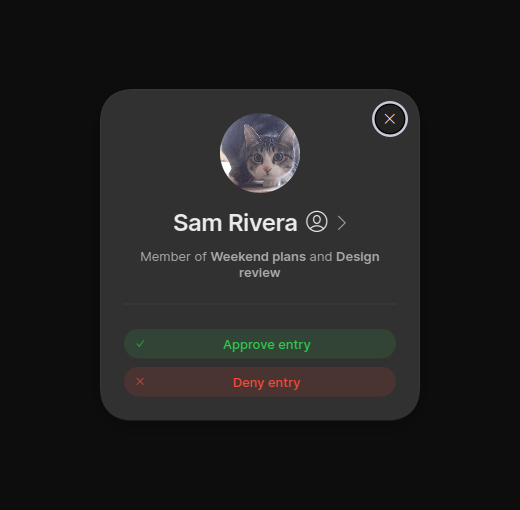 Sam Rivera
Member of Weekend plans and Design
review
Approve entry
Deny entry